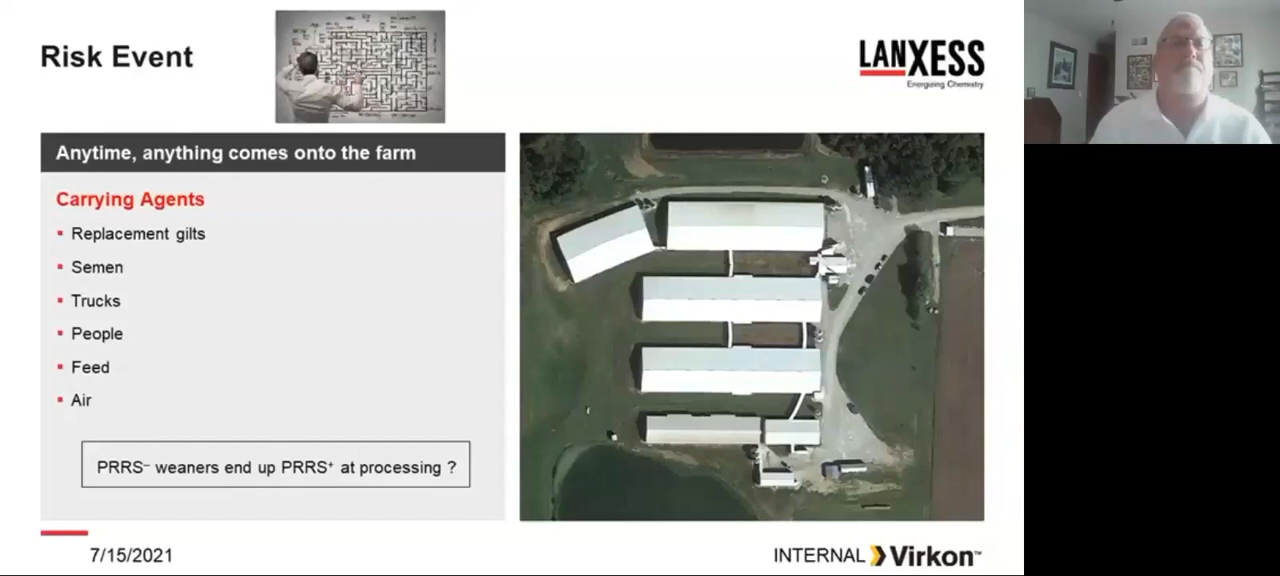 Risk Event
LANXESS
Energizing Chemistry
Anytime, anything comes onto the farm
Carrying Agents
▪ Replacement gilts
▪ Semen
▪ Trucks
▪ People
▪ Feed
▪ Air
PRRS⁻ weaners end up PRRS⁺ at processing ?
7/15/2021
INTERNAL Virkon™